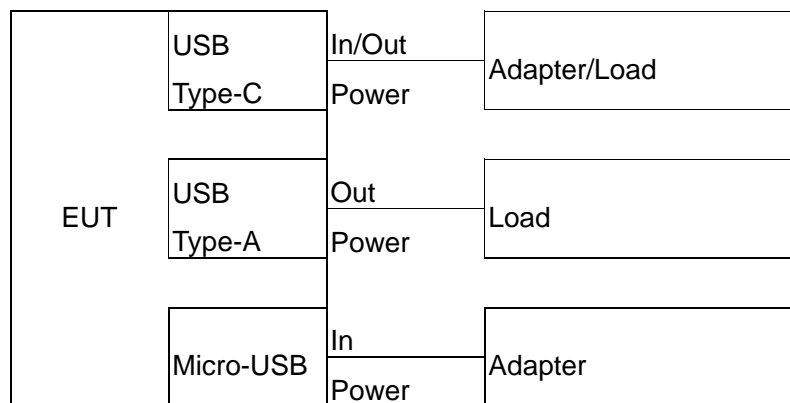 USB
Type-C
In/Out
Power
Adapter/Load
EUT
USB
Type-A
Out
Power
Load
Micro-USB
In
Power
Adapter